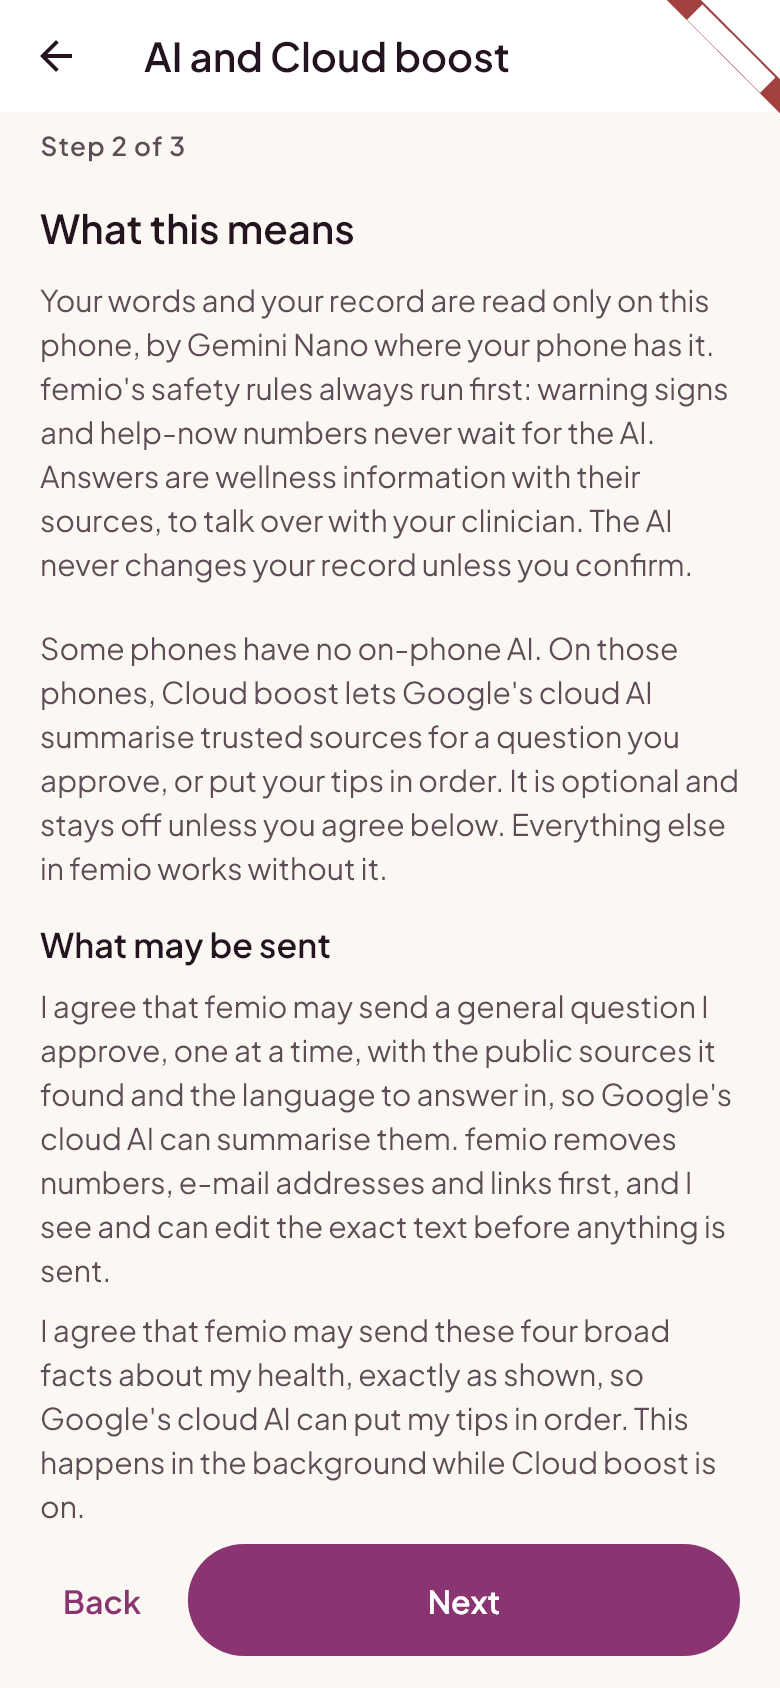 AI and Cloud boost
Step 2 of 3
What this means
Your words and your record are read only on this
phone, by Gemini Nano where your phone has it.
femio's safety rules always run first: warning signs
and help-now numbers never wait for the AI.
Answers are wellness information with their
sources, to talk over with your clinician. The AI
never changes your record unless you confirm.
Some phones have no on-phone AI. On those
phones, Cloud boost lets Google's cloud AI
summarise trusted sources for a question you
approve, or put your tips in order. It is optional and
stays off unless you agree below. Everything else
in femio works without it.
What may be sent
I agree that femio may send a general question I
approve, one at a time, with the public sources it
found and the language to answer in, so Google's
cloud AI can summarise them. femio removes
numbers, e-mail addresses and links first, and I
see and can edit the exact text before anything is
sent.
I agree that femio may send these four broad
facts about my health, exactly as shown, so
Google's cloud AI can put my tips in order. This
happens in the background while Cloud boost is
on.
Back
Next